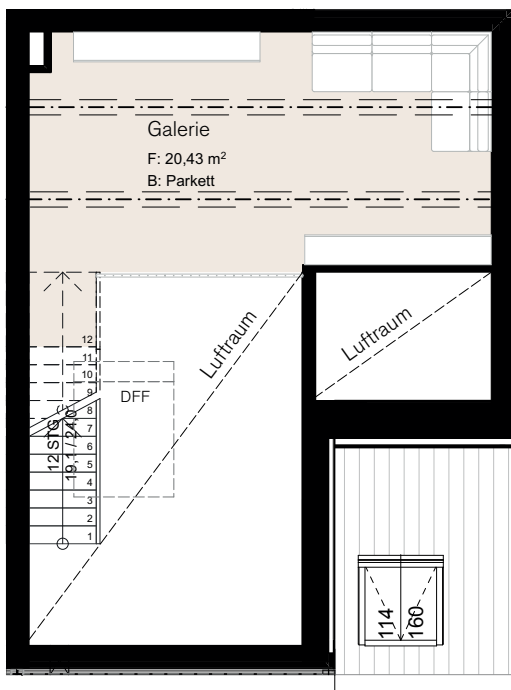 Galerie
F: 20,43 m²
B: Parkett
Luftraum
Luftraum
DFF
12
11
10
9
8
7
6
5
4
3
2
1
12 STG
19,1 / 24,0
114
160